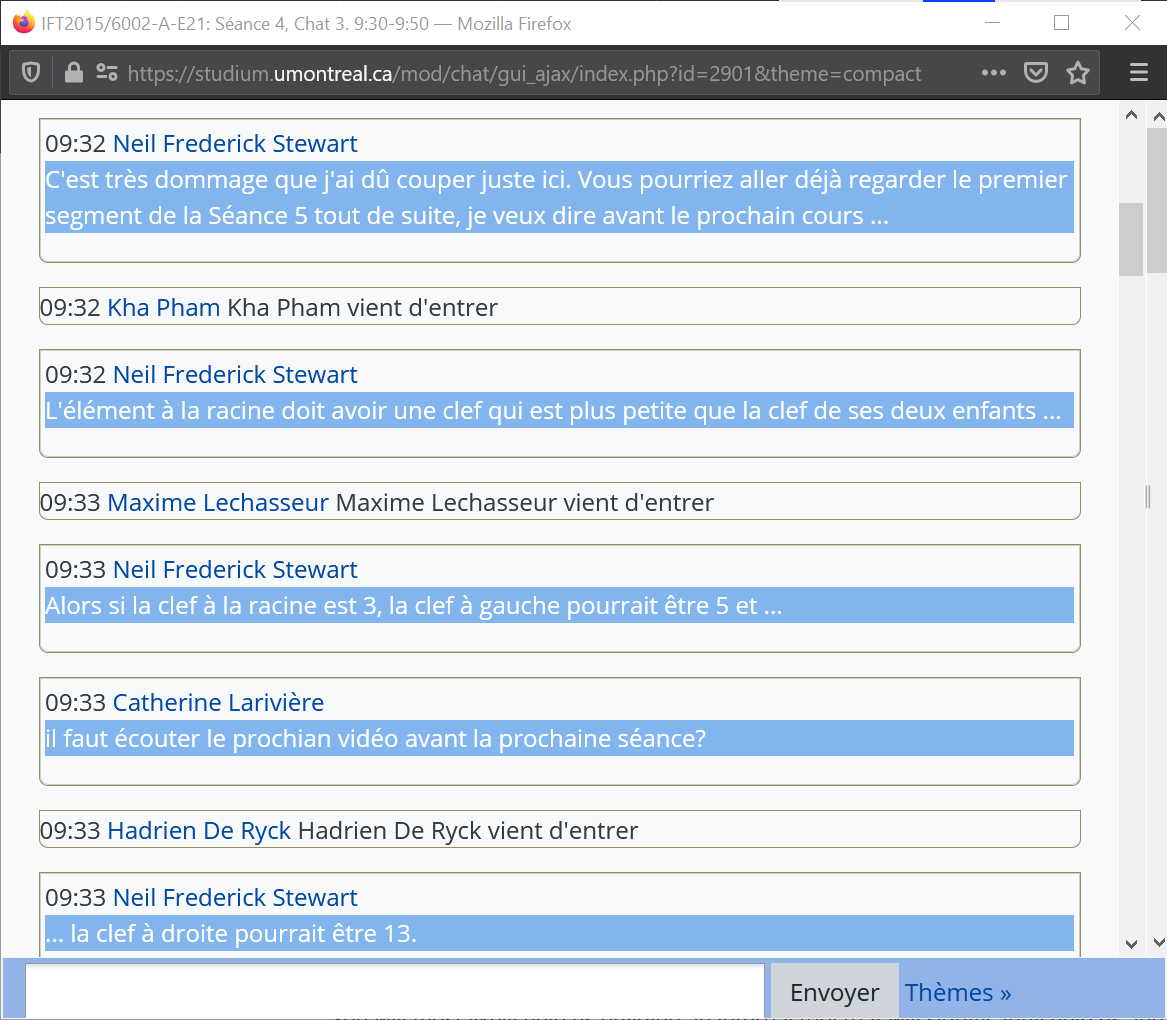 IFT2015/6002-A-E21: Séance 4, Chat 3. 9:30-9:50 — Mozilla Firefox
https://studium.umontreal.ca/mod/chat/gui_ajax/index.php?id=2901&theme=compact
09:32 Neil Frederick Stewart
C'est très dommage que j'ai dû couper juste ici. Vous pourriez aller déjà regarder le premier
segment de la Séance 5 tout de suite, je veux dire avant le prochain cours ...
09:32 Kha Pham Kha Pham vient d'entrer
09:32 Neil Frederick Stewart
L'élément à la racine doit avoir une clef qui est plus petite que la clef de ses deux enfants ...
09:33 Maxime Lechasseur Maxime Lechasseur vient d'entrer
09:33 Neil Frederick Stewart
Alors si la clef à la racine est 3, la clef à gauche pourrait être 5 et ...
09:33 Catherine Larivière
il faut écouter le prochian vidéo avant la prochaine séance?
09:33 Hadrien De Ryck Hadrien De Ryck vient d'entrer
09:33 Neil Frederick Stewart
... la clef à droite pourrait être 13.
Envoyer Thèmes »